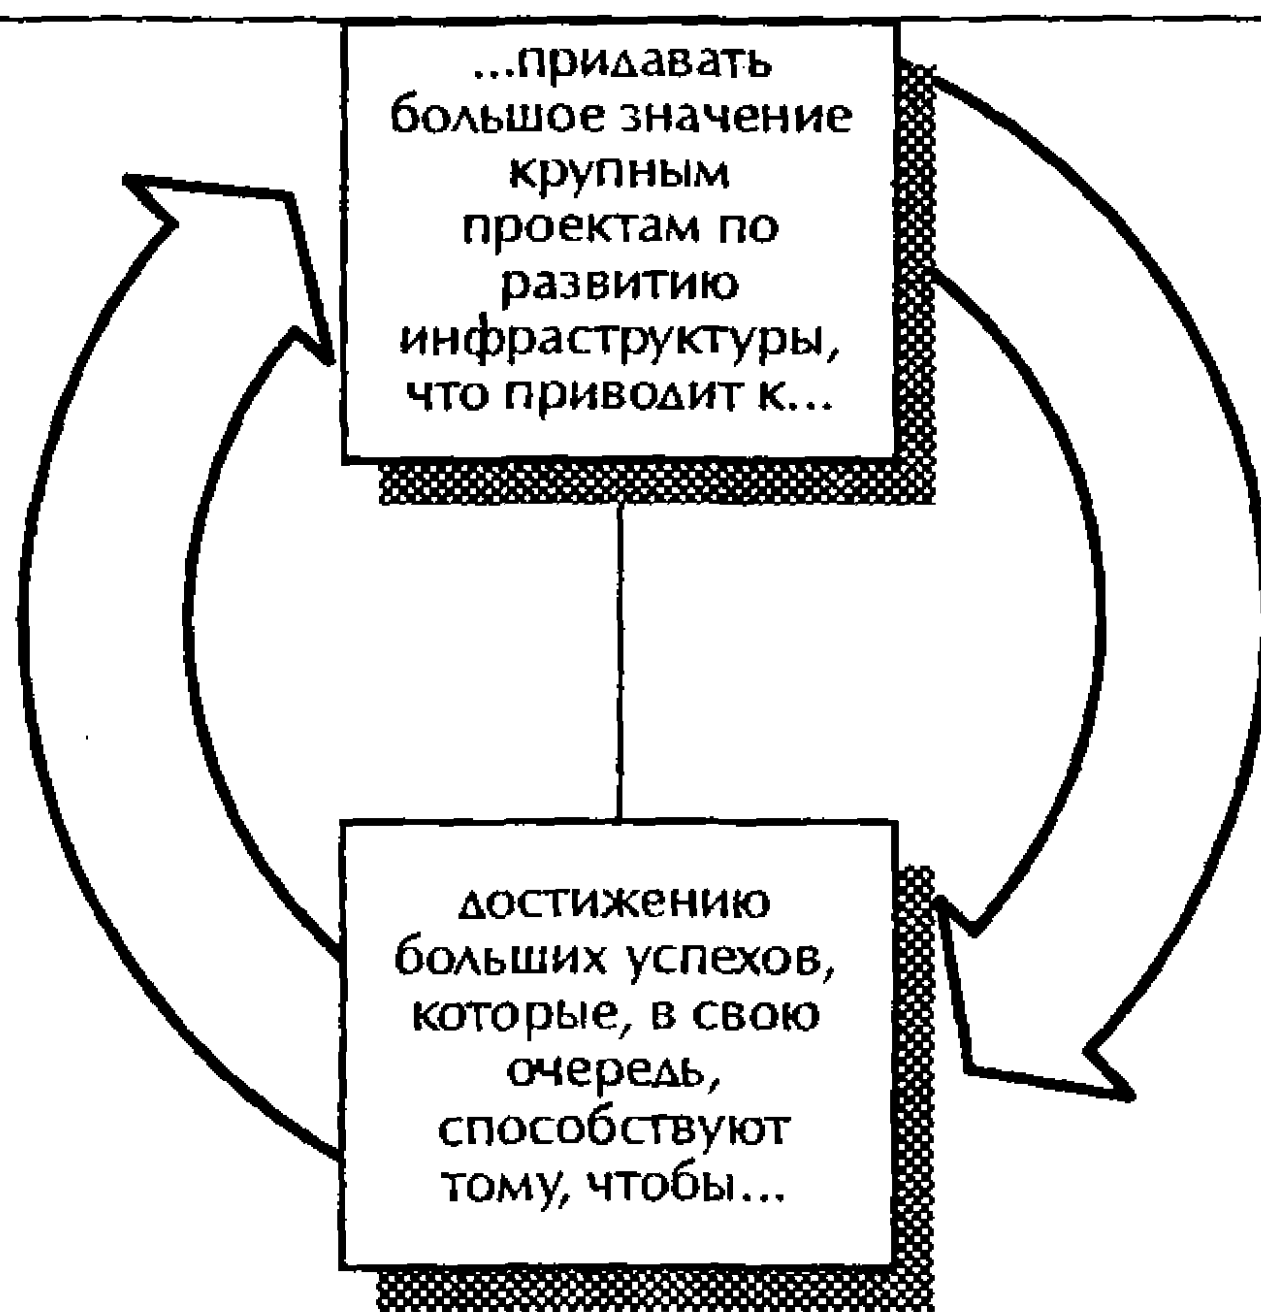 ...придавать
большое значение
крупным
проектам по
развитию
инфраструктуры,
что приводит к...
достижению
больших успехов,
которые, в свою
очередь,
способствуют
тому, чтобы...